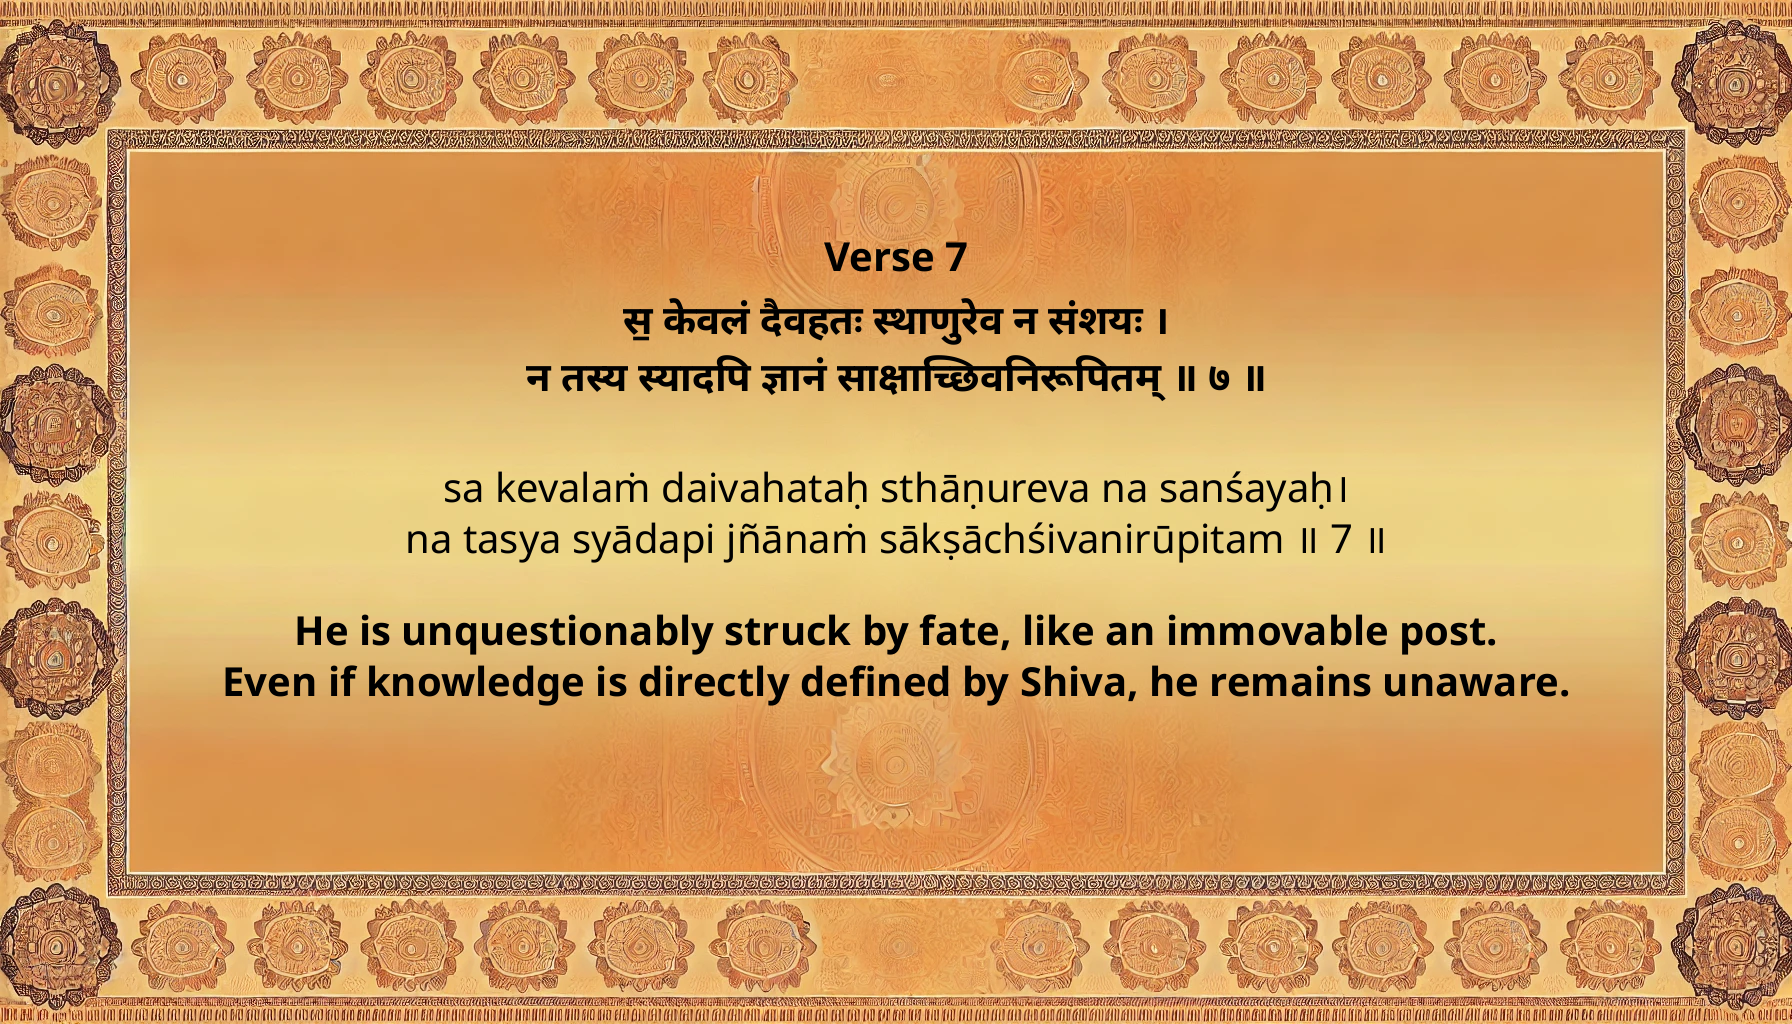 Verse 7
स॒ केवलं दैवहतः स्थाणुरेव न संशयः ।
न तस्य स्यादपि ज्ञानं साक्षाच्छिवनिरूपितम् ॥ ७ ॥
sa kevalaṁ daivahataḥ sthāṇureva na sanśayaḥ।
na tasya syādapi jñānaṁ sākṣāchśivanirūpitam ॥ 7 ॥
He is unquestionably struck by fate, like an immovable post.
Even if knowledge is directly defined by Shiva, he remains unaware.